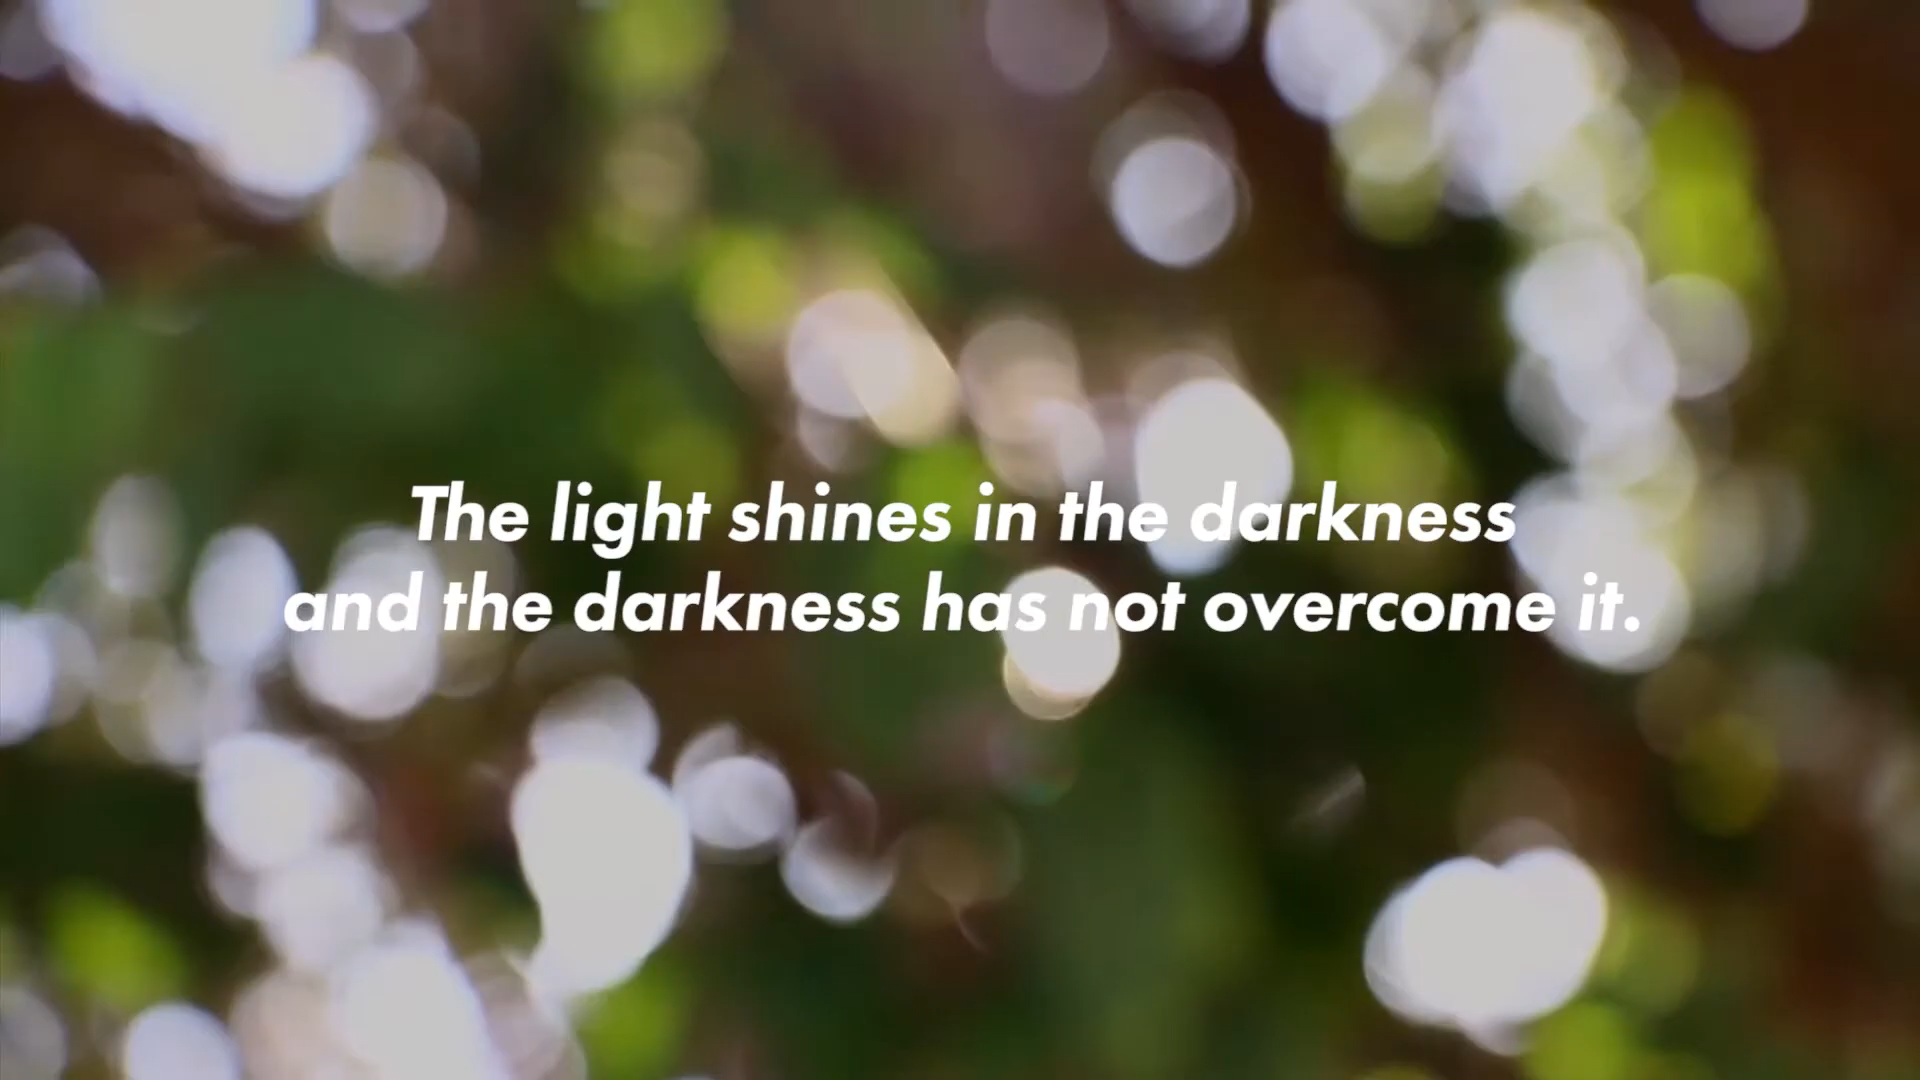 The light shines in the darkness
and the darkness has not overcome it.